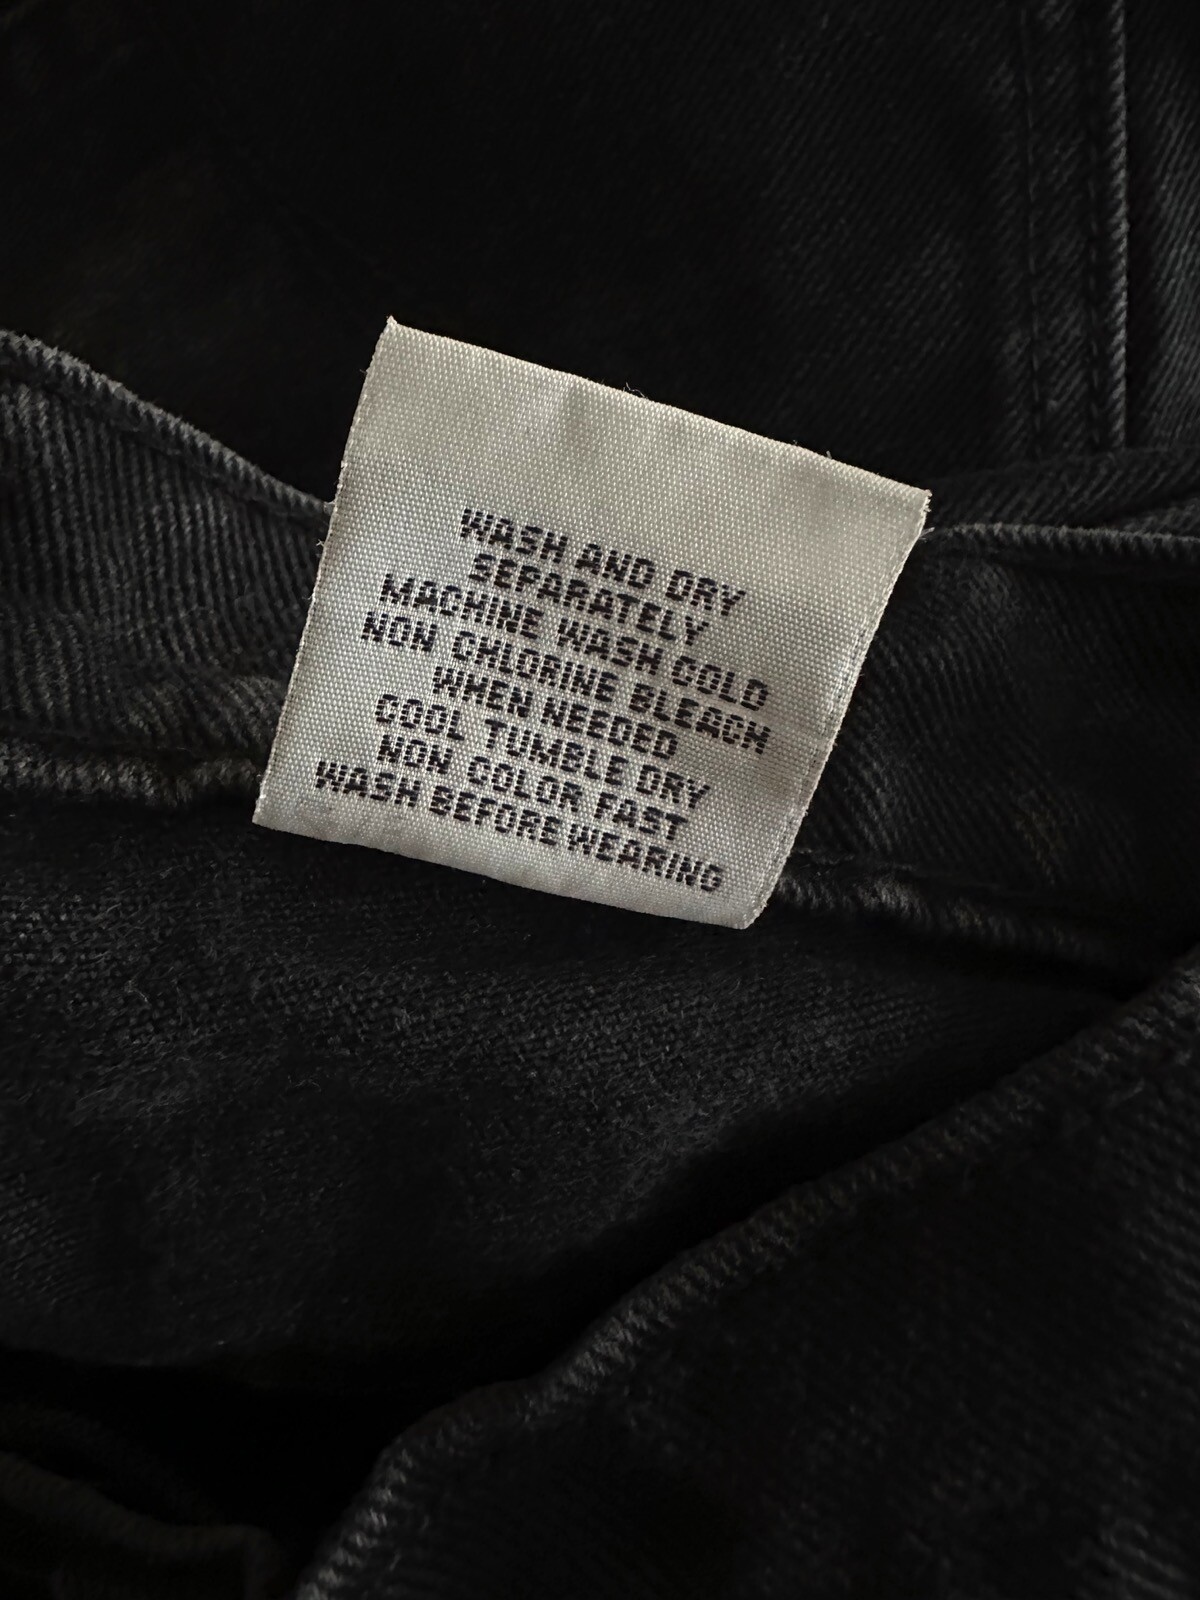 WASH AND DRY
SEPARATELY
MACHINE WASH COLD
NON CHLORINE BLEACH
WHEN NEEDED
COOL TUMBLE DRY
NON COLOR FAST
WASH BEFORE WEARING